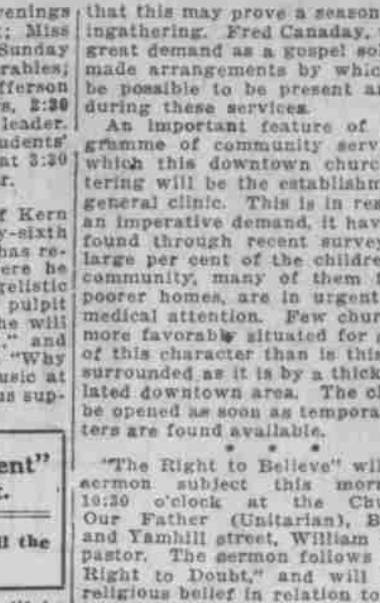 venings
; Miss
Sunday
rables;
fferson
s, 2:30
leader.
udents'
at 3:30
r.
f Kern
y-sixth
has re-
ere he
relistic
pulpit
he will
" and
"Why
usic at
us sup-
ent"
t.
ll the
that this may prove a season
ingathering. Fred Canaday,
great demand as a gospel so
made arrangements by whic
be possible to be present a
during these services.
An important feature of
gramme of community serv
which this downtown churc
tering will be the establishm
general clinic. This is in res
an imperative demand, it hav
found through recent survey
large per cent of the childre
community, many of them
poorer homes, are in urgent
medical attention. Few chur
more favorably situated for
of this character than is this
surrounded as it is by a thick
lated downtown area. The cl
be opened as soon as tempora
ters are found available.
* * *
"The Right to Believe" wil
sermon subject this mor
10:30 o'clock at the Chu
Our Father (Unitarian), B
and Yamhill street, William
pastor. The sermon follows
Right to Doubt," and will
religious belief in relation to